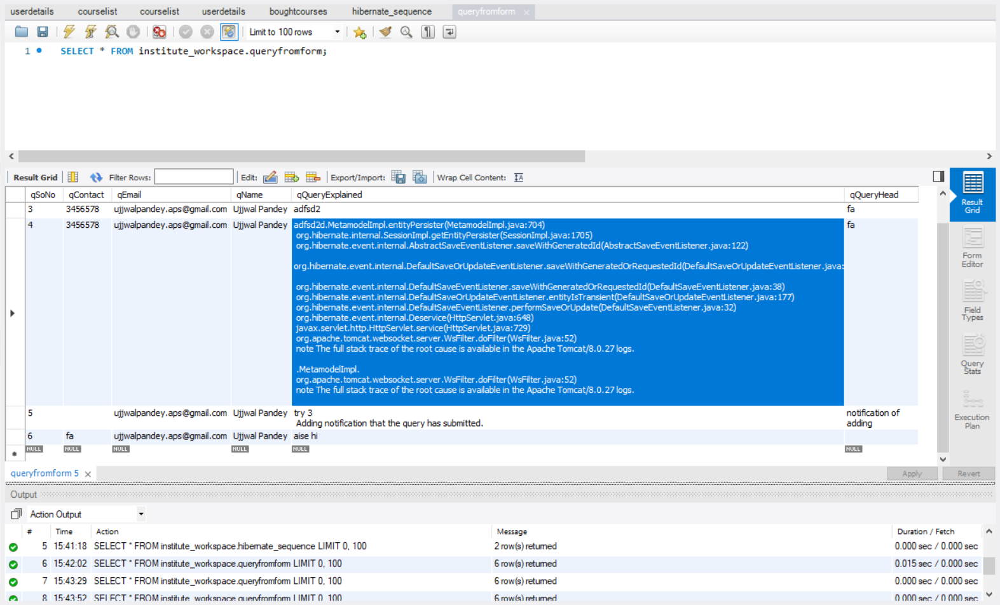 userdetails courselist courselist userdetails boughtcourses hibernate_sequence queryfromform
Limit to 100 rows
1 SELECT * FROM institute_workspace.queryfromform;
Result Grid Filter Rows: Edit: Export/Import: Wrap Cell Content:
qSoNo qContact qEmail qName qQueryExplained qQueryHead
3 3456578 ujjwalpandey.aps@gmail.com Ujjwal Pandey adfsd2 fa
4 3456578 ujjwalpandey.aps@gmail.com Ujjwal Pandey adfsd2d.MetamodelImpl.entityPersister(MetamodelImpl.java:704) fa
org.hibernate.internal.SessionImpl.getEntityPersister(SessionImpl.java:1705)
org.hibernate.event.internal.AbstractSaveEventListener.saveWithGeneratedId(AbstractSaveEventListener.java:122)
org.hibernate.event.internal.DefaultSaveOrUpdateEventListener.saveWithGeneratedOrRequestedId(DefaultSaveOrUpdateEventListener.java:
org.hibernate.event.internal.DefaultSaveEventListener.saveWithGeneratedOrRequestedId(DefaultSaveEventListener.java:38)
org.hibernate.event.internal.DefaultSaveOrUpdateEventListener.entityIsTransient(DefaultSaveOrUpdateEventListener.java:177)
org.hibernate.event.internal.DefaultSaveEventListener.performSaveOrUpdate(DefaultSaveEventListener.java:32)
org.hibernate.event.internal.Deservice(HttpServlet.java:648)
javax.servlet.http.HttpServlet.service(HttpServlet.java:729)
org.apache.tomcat.websocket.server.WsFilter.doFilter(WsFilter.java:52)
note The full stack trace of the root cause is available in the Apache Tomcat/8.0.27 logs.
.MetamodelImpl.
org.apache.tomcat.websocket.server.WsFilter.doFilter(WsFilter.java:52)
note The full stack trace of the root cause is available in the Apache Tomcat/8.0.27 logs.
5 ujjwalpandey.aps@gmail.com Ujjwal Pandey try 3 notification of
Adding notification that the query has submitted. adding
6 fa ujjwalpandey.aps@gmail.com Ujjwal Pandey aise hi
NULL NULL NULL NULL NULL NULL
Result
Grid
Form
Editor
Field
Types
Query
Stats
Execution
Plan
queryfromform 5 Apply Revert
Output
Action Output
# Time Action Message Duration / Fetch
5 15:41:18 SELECT * FROM institute_workspace.hibernate_sequence LIMIT 0, 100 2 row(s) returned 0.000 sec / 0.000 sec
6 15:42:02 SELECT * FROM institute_workspace.queryfromform LIMIT 0, 100 6 row(s) returned 0.015 sec / 0.000 sec
7 15:43:29 SELECT * FROM institute_workspace.queryfromform LIMIT 0, 100 6 row(s) returned 0.000 sec / 0.000 sec
8 15:43:52 SELECT * FROM institute_workspace.queryfromform LIMIT 0, 100 6 row(s) returned 0.000 sec / 0.000 sec